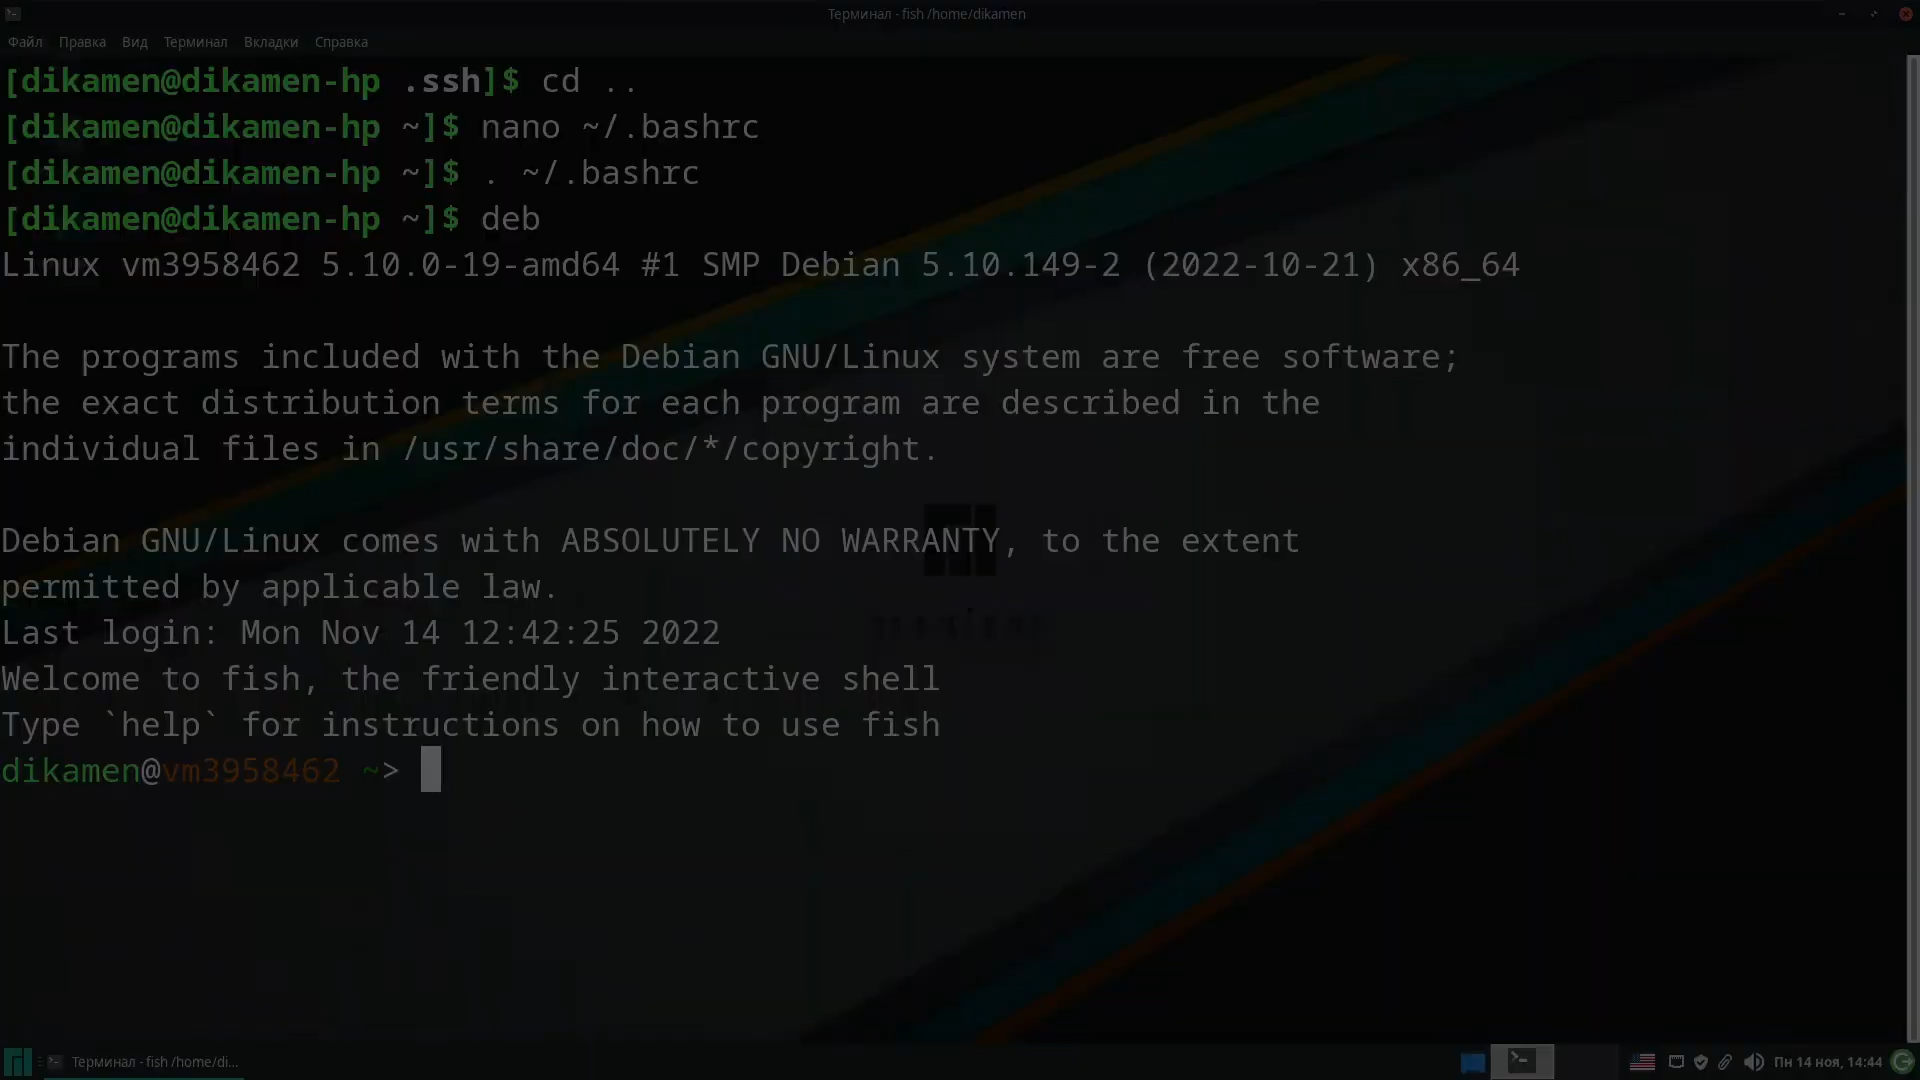 Терминал - fish /home/dikamen
Файл Правка Вид Терминал Вкладки Справка
[dikamen@dikamen-hp .ssh]$ cd ..
[dikamen@dikamen-hp ~]$ nano ~/.bashrc
[dikamen@dikamen-hp ~]$ . ~/.bashrc
[dikamen@dikamen-hp ~]$ deb
Linux vm3958462 5.10.0-19-amd64 #1 SMP Debian 5.10.149-2 (2022-10-21) x86_64
The programs included with the Debian GNU/Linux system are free software;
the exact distribution terms for each program are described in the
individual files in /usr/share/doc/*/copyright.
Debian GNU/Linux comes with ABSOLUTELY NO WARRANTY, to the extent
permitted by applicable law.
Last login: Mon Nov 14 12:42:25 2022
Welcome to fish, the friendly interactive shell
Type `help` for instructions on how to use fish
dikamen@vm3958462 ~>
Терминал - fish /home/di...
Пн 14 ноя, 14:44